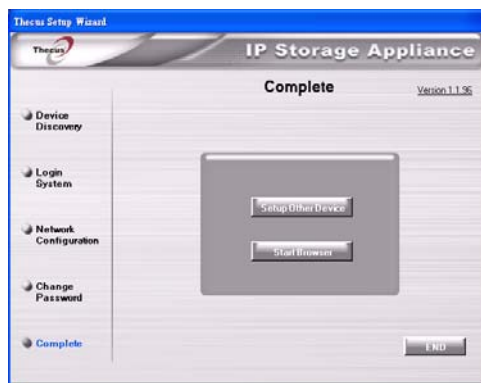 Thecus Setup Wizard
Thecus
IP Storage Appliance
Complete
Version 1.1.96
Device
Discovery
Login
System
Network
Configuration
Change
Password
Complete
Setup Other Device
Start Browser
END